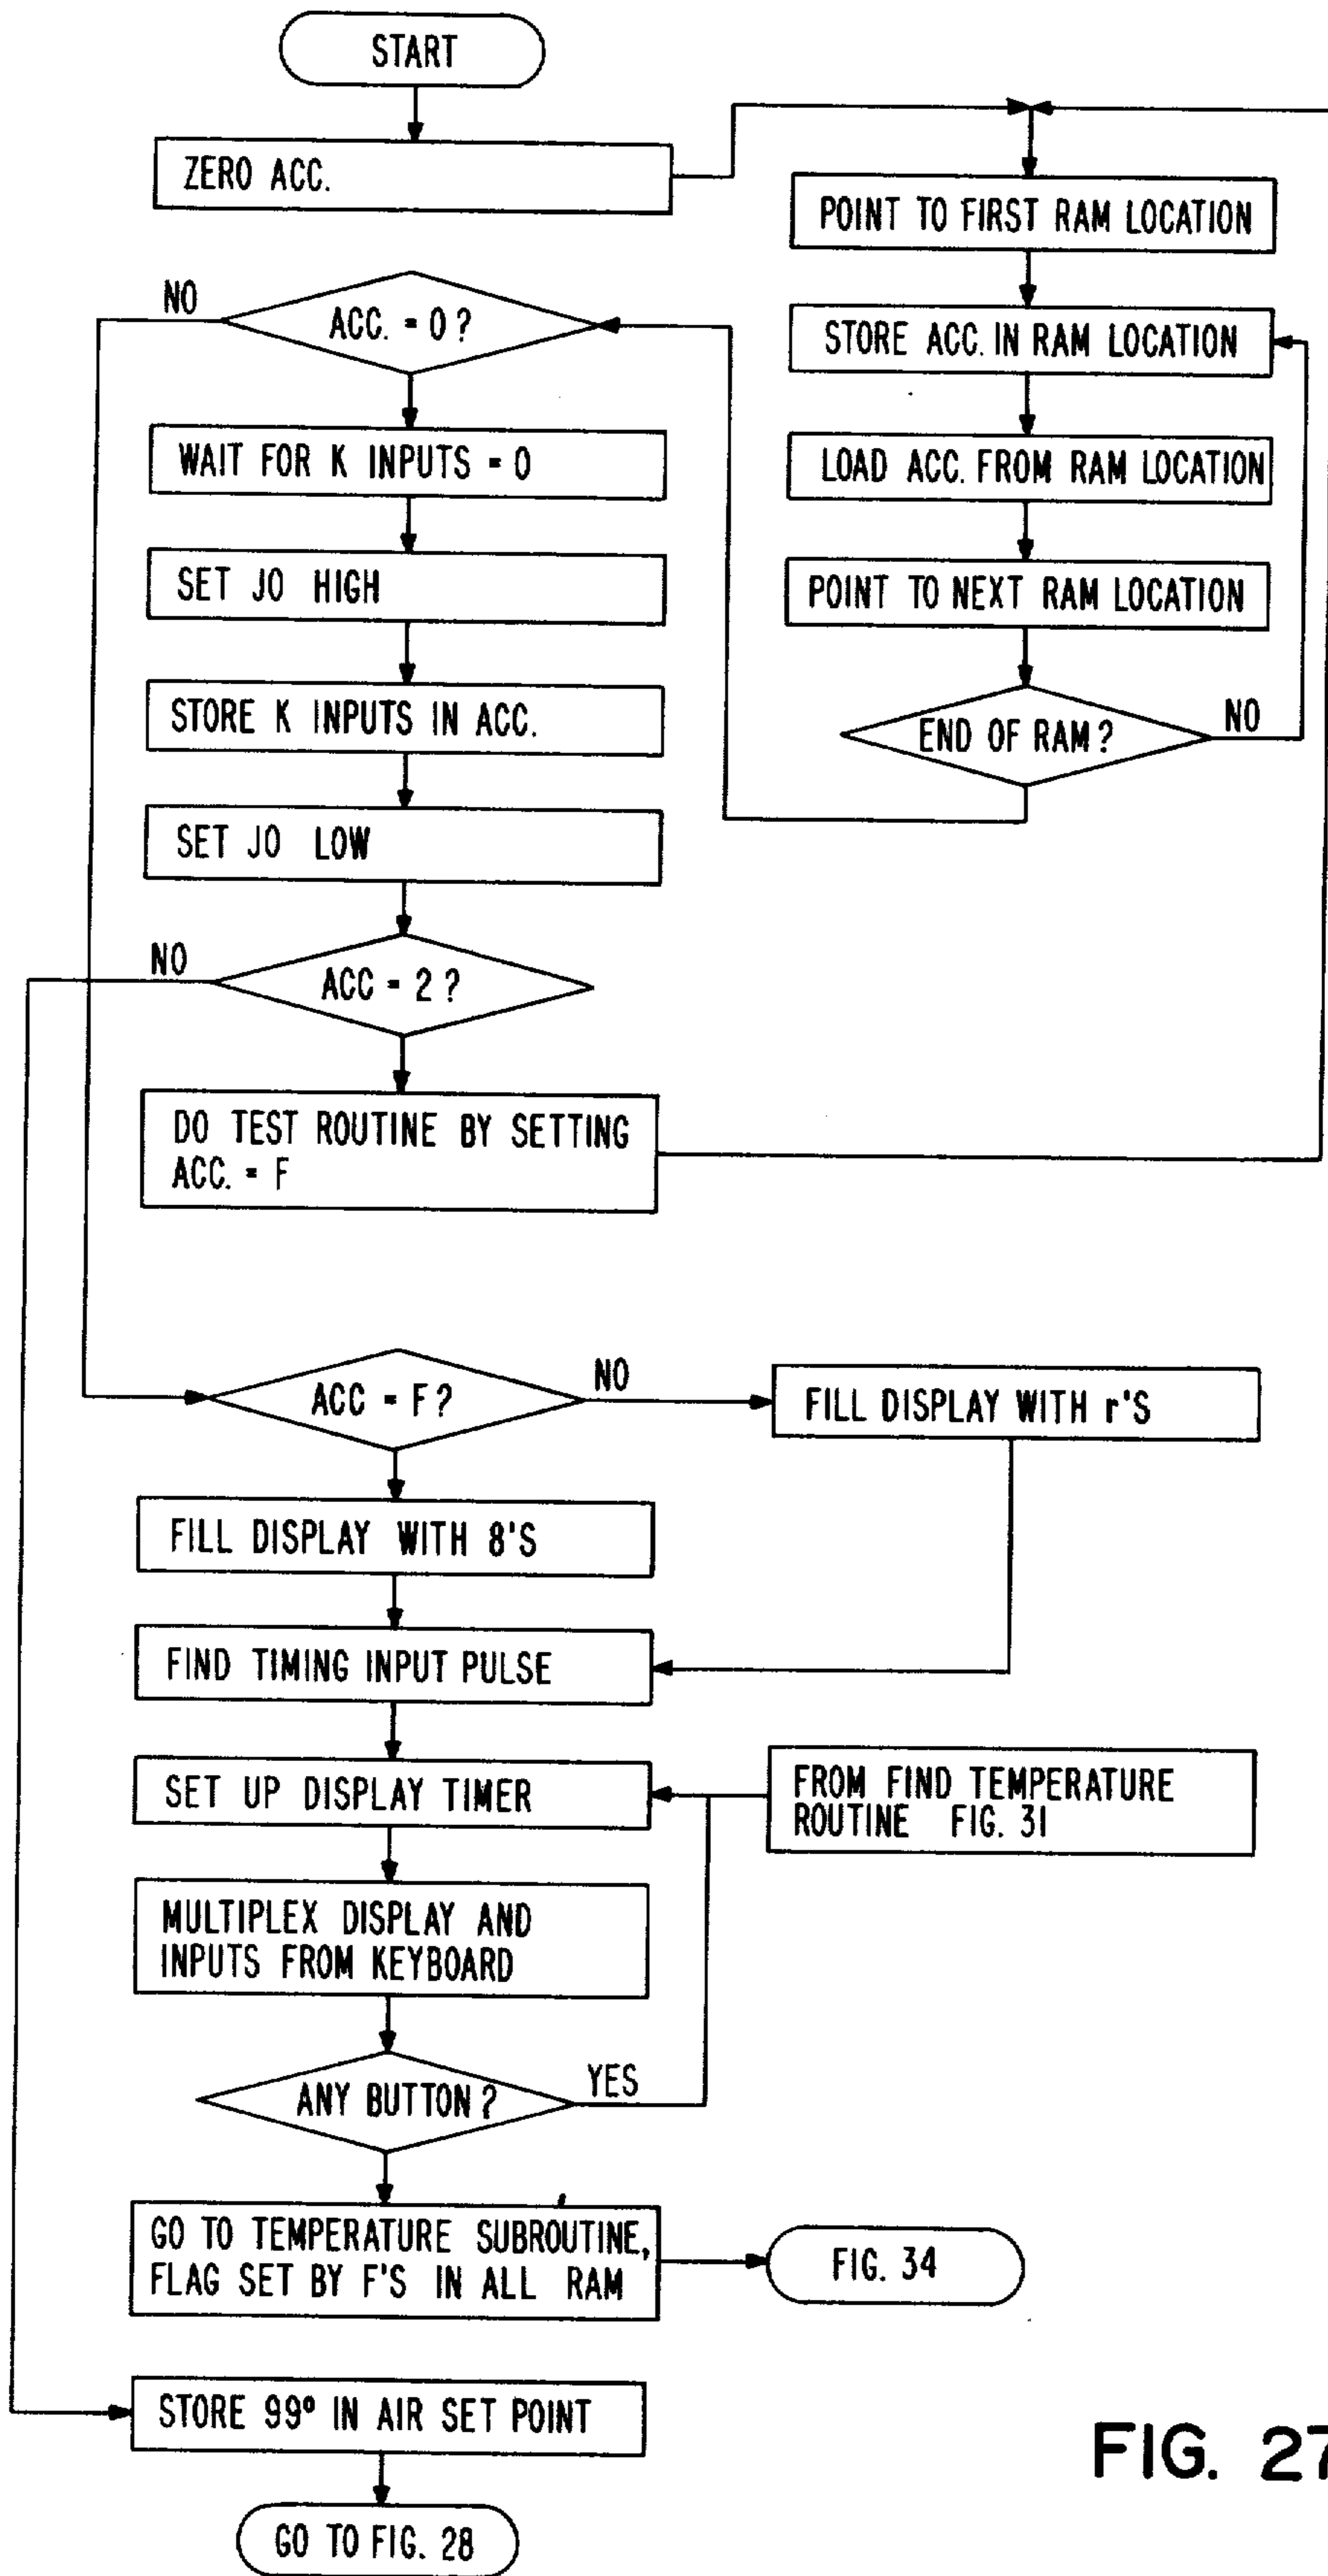 START
ZERO ACC.
POINT TO FIRST RAM LOCATION
STORE ACC. IN RAM LOCATION
LOAD ACC. FROM RAM LOCATION
POINT TO NEXT RAM LOCATION
END OF RAM?
NO
NO
ACC. = 0?
WAIT FOR K INPUTS = 0
SET J0 HIGH
STORE K INPUTS IN ACC.
SET J0 LOW
NO
ACC = 2?
DO TEST ROUTINE BY SETTING
ACC. = F
ACC = F?
NO
FILL DISPLAY WITH r'S
FILL DISPLAY WITH 8'S
FIND TIMING INPUT PULSE
SET UP DISPLAY TIMER
FROM FIND TEMPERATURE
ROUTINE FIG. 31
MULTIPLEX DISPLAY AND
INPUTS FROM KEYBOARD
ANY BUTTON?
YES
GO TO TEMPERATURE SUBROUTINE,
FLAG SET BY F'S IN ALL RAM
FIG. 34
STORE 99° IN AIR SET POINT
GO TO FIG. 28
FIG. 27